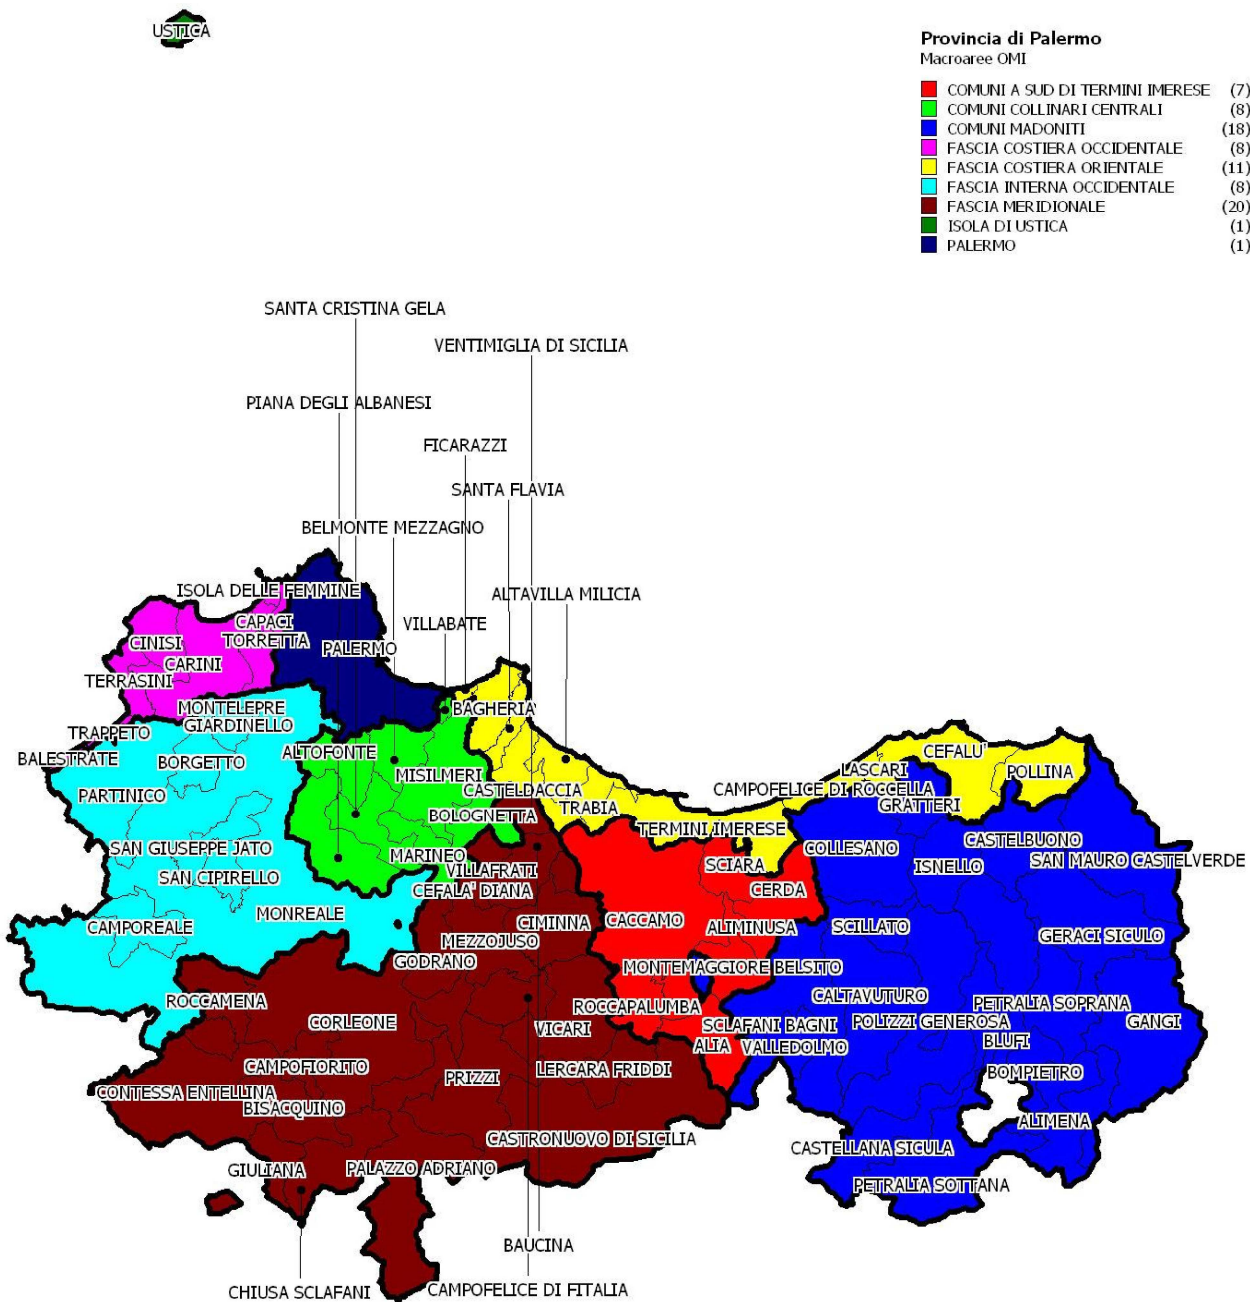 USTICA
Provincia di Palermo
Macroaree OMI
COMUNI A SUD DI TERMINI IMERESE (7)
COMUNI COLLINARI CENTRALI (8)
COMUNI MADONITI (18)
FASCIA COSTIERA OCCIDENTALE (8)
FASCIA COSTIERA ORIENTALE (11)
FASCIA INTERNA OCCIDENTALE (8)
FASCIA MERIDIONALE (20)
ISOLA DI USTICA (1)
PALERMO (1)
SANTA CRISTINA GELA
VENTIMIGLIA DI SICILIA
PIANA DEGLI ALBANESI
FICARAZZI
SANTA FLAVIA
BELMONTE MEZZAGNO
ISOLA DELLE FEMMINE
ALTAVILLA MILICIA
CAPACI
VILLABATE
TORRETTA
CINISI
PALERMO
CARINI
TERRASINI
MONTELEPRE
BAGHERIA
GIARDINELLO
TRAPPETO
ALTOFONTE
CEFALU'
BALESTRATE
BORGETTO
LASCARI
POLLINA
MISILMERI
PARTINICO
CASTELDACCIA
CAMPOFELICE DI ROCCELLA
TRABIA
GRATTERI
BOLOGNETTA
TERMINI IMERESE
CASTELBUONO
SAN GIUSEPPE JATO
COLLESANO
MARINEO
SAN MAURO CASTELVERDE
SCIARA
ISNELLO
VILLAFRATI
SAN CIPIRELLO
CEFALA' DIANA
CERDA
MONREALE
CIMINNA
CACCAMO
CAMPOREALE
ALIMINUSA
SCILLATO
GERACI SICULO
MEZZOJUSO
GODRANO
MONTEMAGGIORE BELSITO
ROCCAMENA
CALTAVUTURO
PETRALIA SOPRANA
ROCCAPALUMBA
CORLEONE
VICARI
SCLAFANI BAGNI
POLIZZI GENEROSA
GANGI
BLUFI
ALIA
VALLEDOLMO
CAMPOFIORITO
LERCARA FRIDDI
BOMPIETRO
PRIZZI
CONTESSA ENTELLINA
BISACQUINO
ALIMENA
CASTRONUOVO DI SICILIA
CASTELLANA SICULA
GIULIANA
PALAZZO ADRIANO
PETRALIA SOTTANA
BAUCINA
CHIUSA SCLAFANI
CAMPOFELICE DI FITALIA